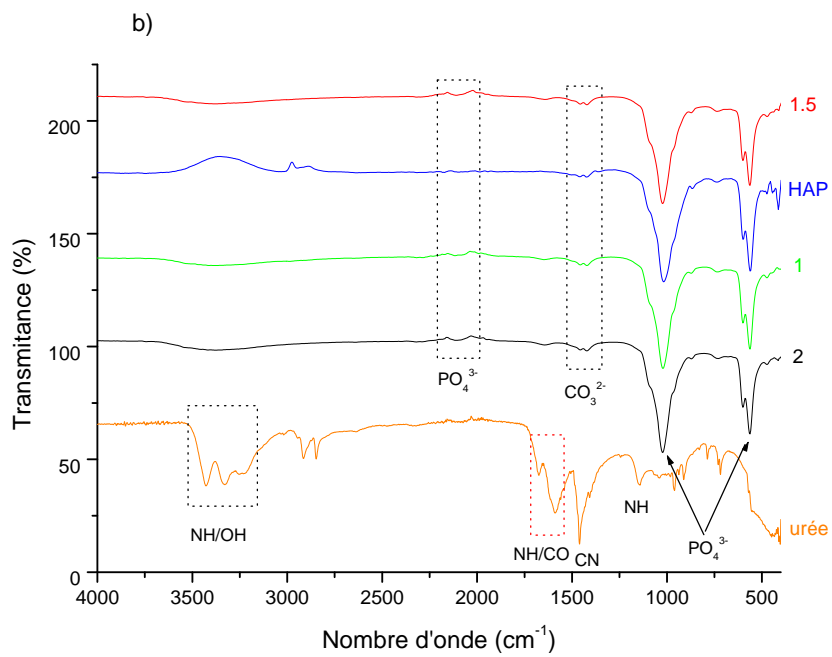 b)
Transmitance (%)
200
150
100
50
0
1.5
HAP
1
2
urée
PO₄³⁻
CO₃²⁻
NH/OH
NH/CO
CN
NH
PO₄³⁻
4000 3500 3000 2500 2000 1500 1000 500
Nombre d'onde (cm⁻¹)